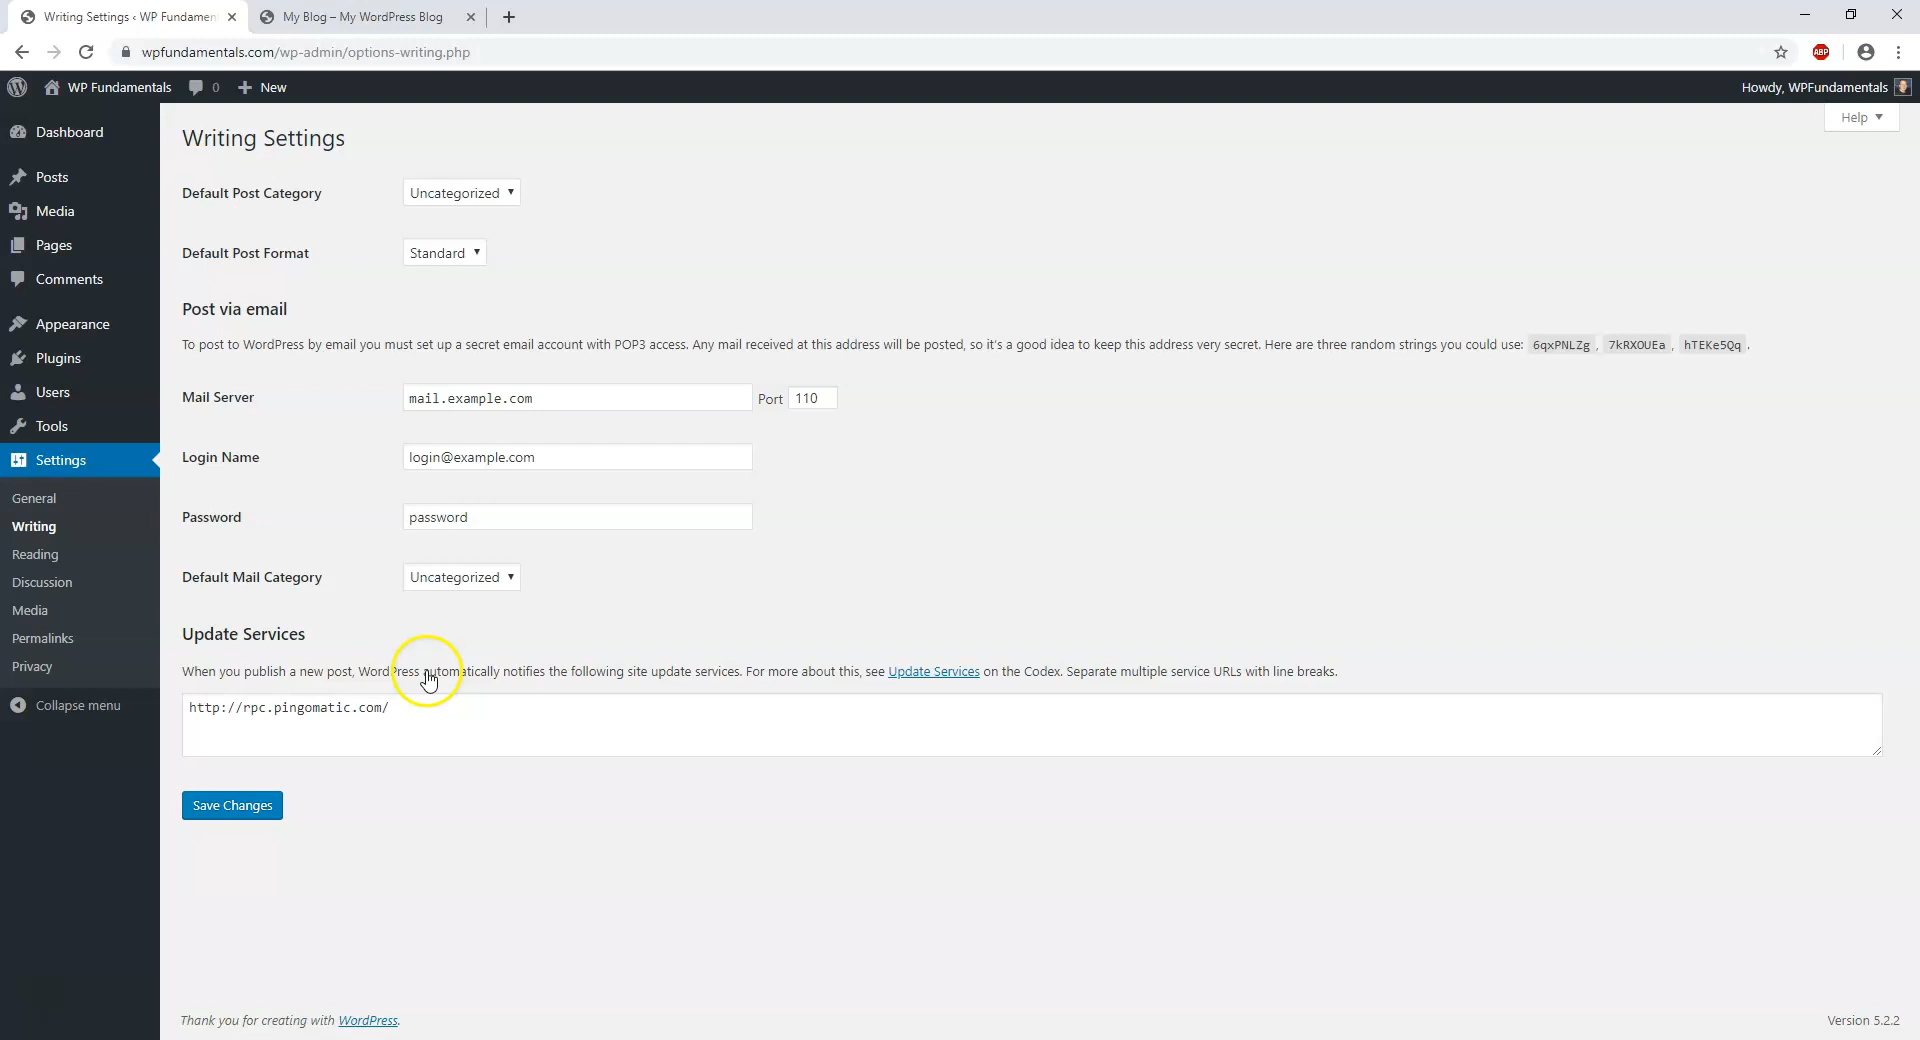 Writing Settings ‹ WP Fundamen
My Blog – My WordPress Blog
wpfundamentals.com/wp-admin/options-writing.php
ABP
WP Fundamentals
0
New
Howdy, WPFundamentals
Help
Dashboard
Posts
Media
Pages
Comments
Appearance
Plugins
Users
Tools
Settings
General
Writing
Reading
Discussion
Media
Permalinks
Privacy
Collapse menu
Writing Settings
Default Post Category Uncategorized
Default Post Format Standard
Post via email
To post to WordPress by email you must set up a secret email account with POP3 access. Any mail received at this address will be posted, so it's a good idea to keep this address very secret. Here are three random strings you could use: 6qxPNLZg , 7kRXOUEa , hTEKe5Qq .
Mail Server mail.example.com Port 110
Login Name login@example.com
Password password
Default Mail Category Uncategorized
Update Services
When you publish a new post, WordPress automatically notifies the following site update services. For more about this, see Update Services on the Codex. Separate multiple service URLs with line breaks.
http://rpc.pingomatic.com/
Save Changes
Thank you for creating with WordPress.
Version 5.2.2